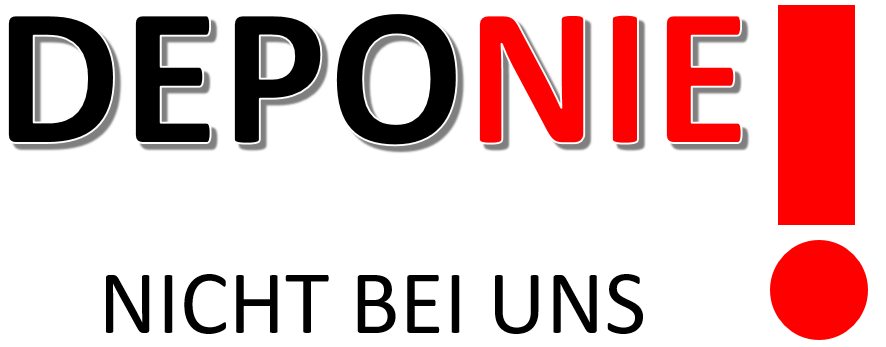 DEPONIE!
NICHT BEI UNS